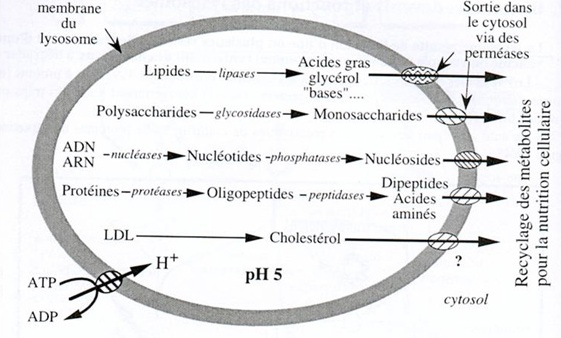 membrane
du
lysosome
Sortie dans
le cytosol
via des
perméases
Lipides
lipases
Acides gras
glycérol
"bases"....
Polysaccharides
glycosidases
Monosaccharides
ADN
ARN
nucléases
Nucléotides
phosphatases
Nucléosides
Protéines
protéases
Oligopeptides
peptidases
Dipeptides
Acides
aminés
LDL
Cholestérol
?
H+
pH 5
ATP
ADP
cytosol
Recyclage des métabolites
pour la nutrition cellulaire